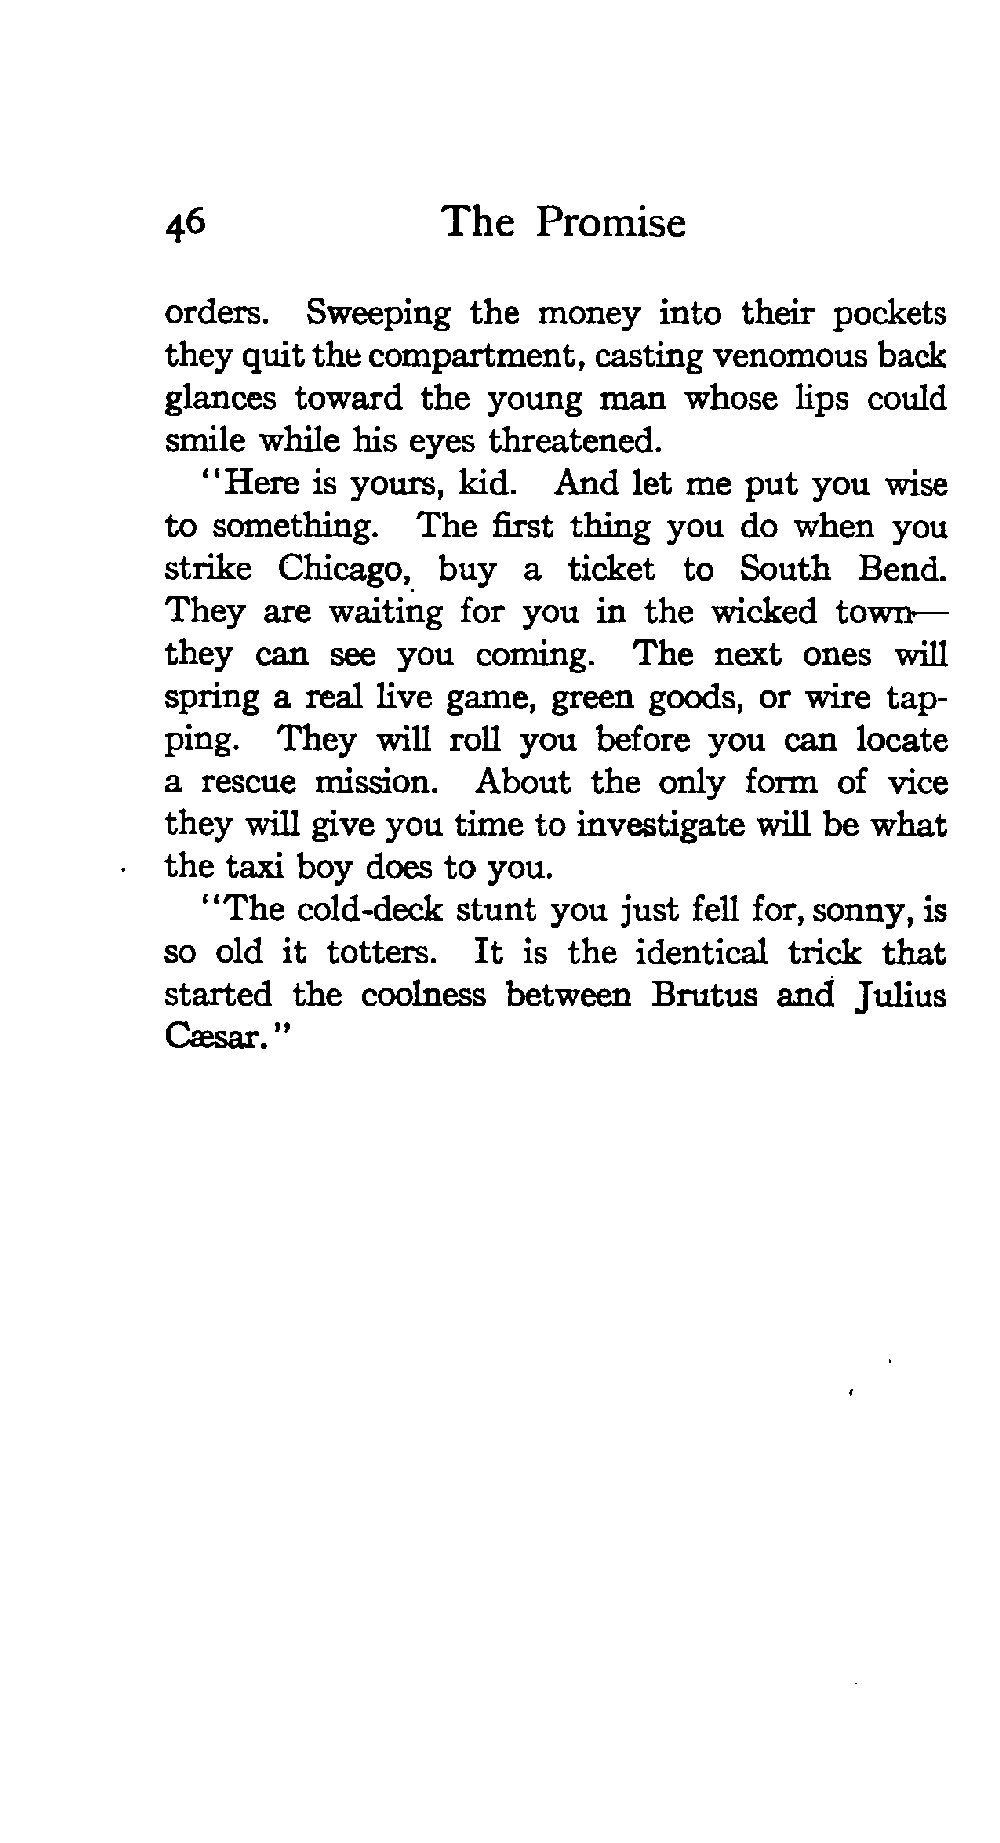 46 The Promise
orders. Sweeping the money into their pockets
they quit the compartment, casting venomous back
glances toward the young man whose lips could
smile while his eyes threatened.
"Here is yours, kid. And let me put you wise
to something. The first thing you do when you
strike Chicago, buy a ticket to South Bend.
They are waiting for you in the wicked town—
they can see you coming. The next ones will
spring a real live game, green goods, or wire tap-
ping. They will roll you before you can locate
a rescue mission. About the only form of vice
they will give you time to investigate will be what
the taxi boy does to you.
"The cold-deck stunt you just fell for, sonny, is
so old it totters. It is the identical trick that
started the coolness between Brutus and Julius
Cæsar."